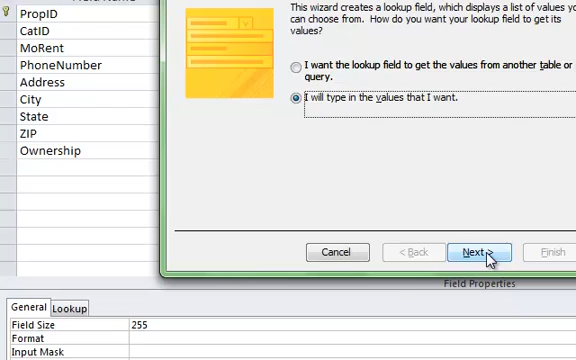 This wizard creates a lookup field, which displays a list of values you
can choose from. How do you want your lookup field to get its
values?
I want the lookup field to get the values from another table or
query.
I will type in the values that I want.
PropID
CatID
MoRent
PhoneNumber
Address
City
State
ZIP
Ownership
Cancel
< Back
Next >
Finish
Field Properties
General
Lookup
Field Size 255
Format
Input Mask